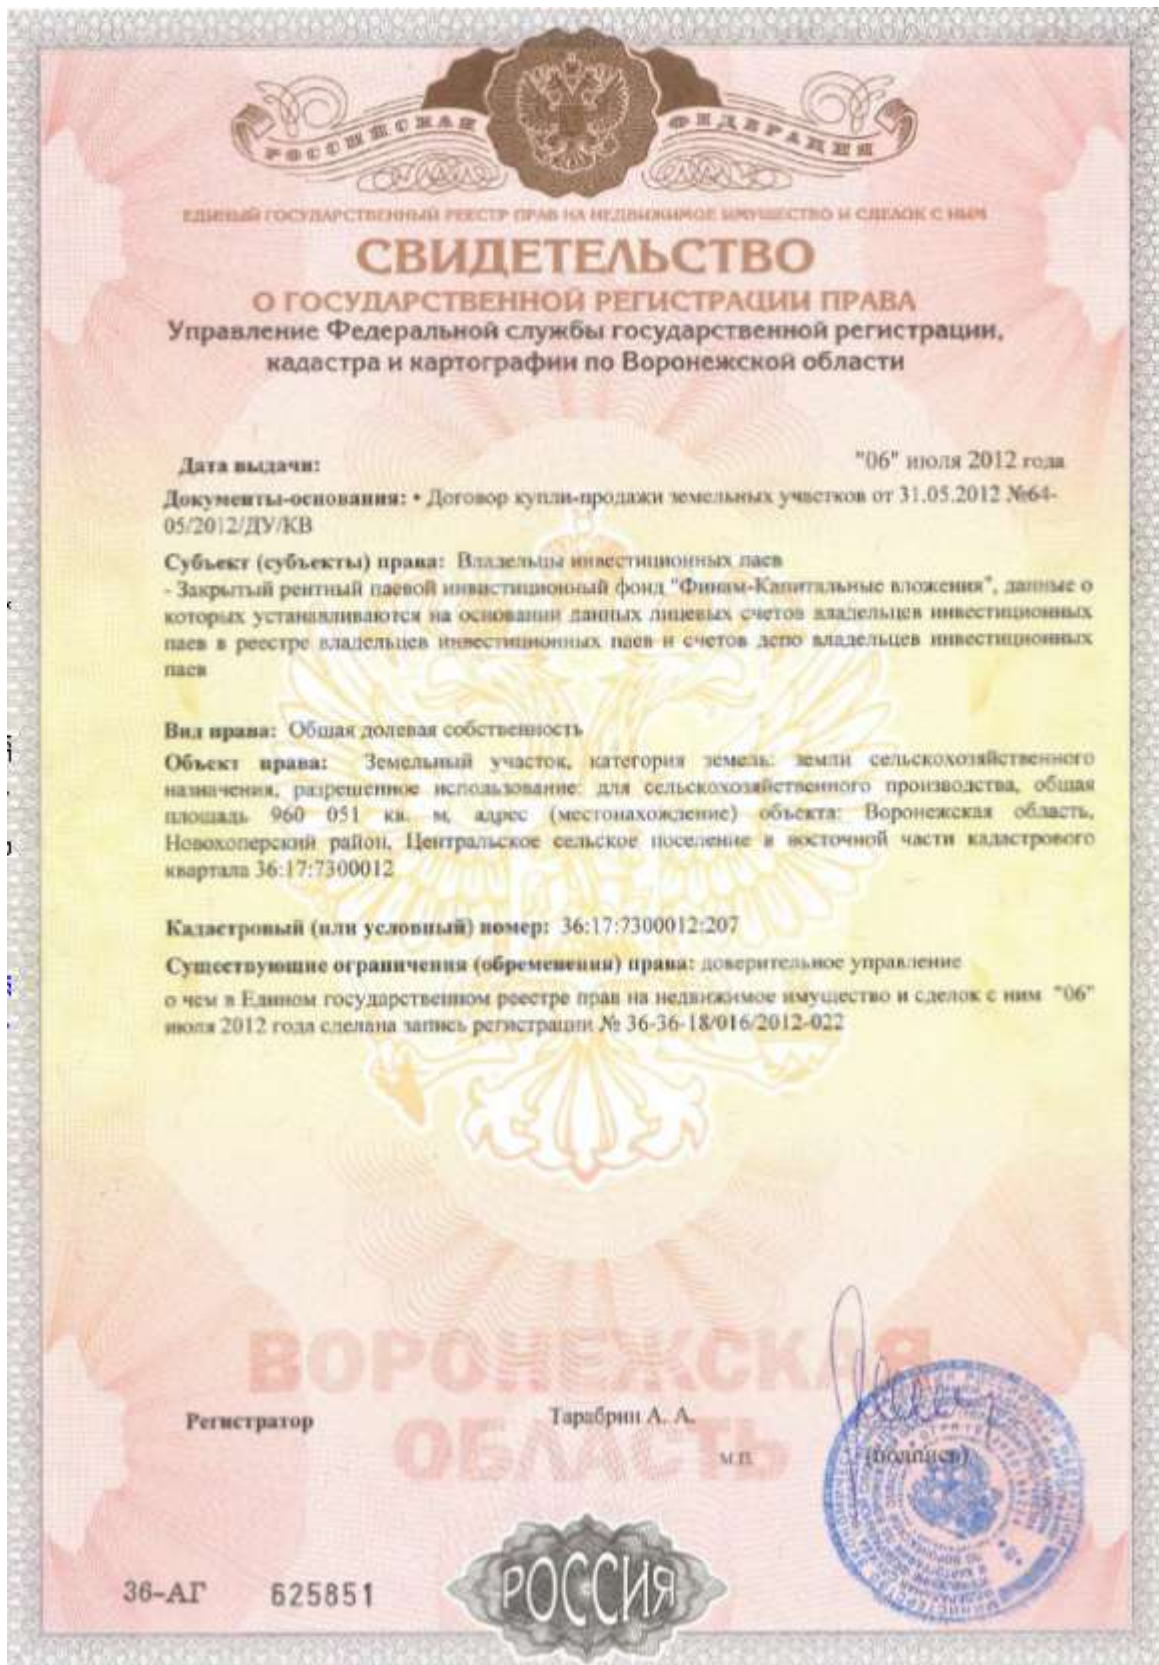 РОССИЙСКАЯ ФЕДЕРАЦИЯ
ЕДИНЫЙ ГОСУДАРСТВЕННЫЙ РЕЕСТР ПРАВ НА НЕДВИЖИМОЕ ИМУЩЕСТВО И СДЕЛОК С НИМ
СВИДЕТЕЛЬСТВО
О ГОСУДАРСТВЕННОЙ РЕГИСТРАЦИИ ПРАВА
Управление Федеральной службы государственной регистрации,
кадастра и картографии по Воронежской области
Дата выдачи: "06" июля 2012 года
Документы-основания: • Договор купли-продажи земельных участков от 31.05.2012 №64-
05/2012/ДУ/КВ
Субъект (субъекты) права: Владельцы инвестиционных паев
- Закрытый рентный паевой инвистиционный фонд "Финам-Капитальные вложения", данные о
которых устанавливаются на основании данных лицевых счетов владельцев инвестиционных
паев в реестре владельцев инвестиционных паев и счетов депо владельцев инвестиционных
паев
Вид права: Общая долевая собственность
Объект права: Земельный участок, категория земель: земли сельскохозяйственного
назначения, разрешенное использование: для сельскохозяйственного производства, общая
площадь 960 051 кв. м, адрес (местонахождение) объекта: Воронежская область,
Новохоперский район, Центральское сельское поселение в восточной части кадастрового
квартала 36:17:7300012
Кадастровый (или условный) номер: 36:17:7300012:207
Существующие ограничения (обременения) права: доверительное управление
о чем в Едином государственном реестре прав на недвижимое имущество и сделок с ним "06"
июля 2012 года сделана запись регистрации № 36-36-18/016/2012-022
ВОРОНЕЖСКАЯ
ОБЛАСТЬ
Регистратор Тарабрин А. А.
М.П. (подпись)
36-АГ 625851
РОССИЯ